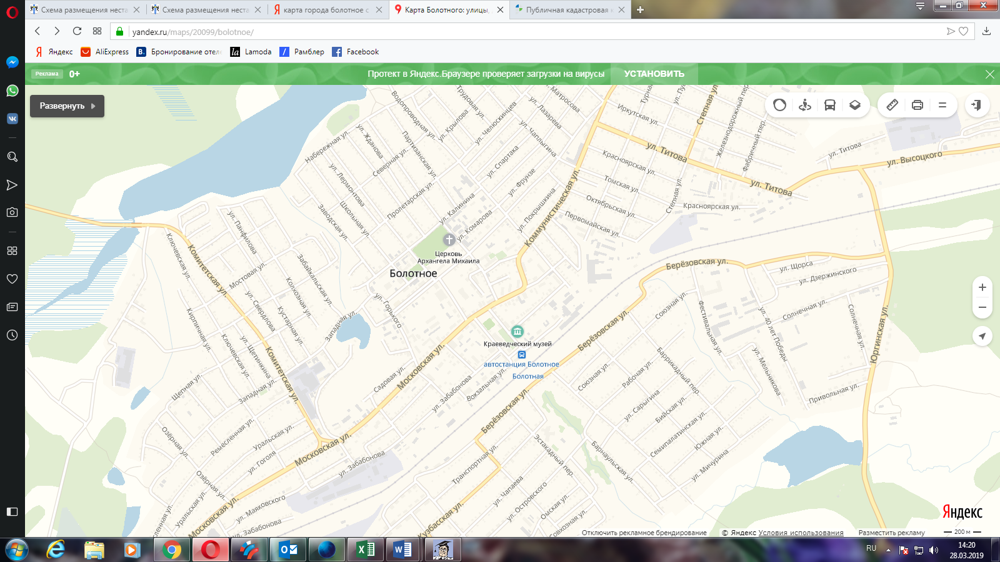 Схема размещения неста
Схема размещения неста
карта города болотное с
Карта Болотного: улицы,
Публичная кадастровая к
yandex.ru/maps/20099/bolotnoe/
Яндекс
AliExpress
Бронирование отеле
Lamoda
Рамблер
Facebook
Реклама
0+
Протект в Яндекс.Браузере проверяет загрузки на вирусы
УСТАНОВИТЬ
Развернуть
Водопроводная ул.
Трудовая ул.
ул. Крылова
ул. Челюскинцев
ул. Матросова
ул. Лазарева
ул. Чаплыгина
Иркутская ул.
Степная ул.
Железнодорожный пер.
Фабричный пер.
ул. Титова
ул. Титова
ул. Высоцкого
Набережная ул.
ул. Жданова
Партизанская ул.
Северная ул.
ул. Спартака
ул. Фрунзе
Красноярская ул.
Томская ул.
Октябрьская ул.
Первомайская ул.
Степная ул.
ул. Титова
Красноярская ул.
ул. Лермонтова
Школьная ул.
Заводская ул.
Пролетарская ул.
ул. Калинина
ул. Комарова
ул. Покрышкина
Коммунистическая ул.
Церковь
Архангела Михаила
Болотное
ул. Панфилова
Ключевская ул.
Комитетская ул.
Мостовая ул.
Забайкальская ул.
Колхозная ул.
ул. Свердлова
Кустарная ул.
Кирпичная ул.
Ключевская ул.
ул. Щетинкина
Западная ул.
ул. Горького
Берёзовская ул.
ул. Щорса
ул. Дзержинского
Солнечная ул.
Солнечная ул.
Союзная ул.
Фестивальная ул.
ул. 40 лет Победы
Юргинская ул.
Краеведческий музей
автостанция Болотное
Болотная
Берёзовская ул.
Комитетская ул.
Щепная ул.
Западная ул.
Садовая ул.
Московская ул.
ул. Забабонова
Вокзальная ул.
Союзная ул.
Рабочая ул.
Баррикадный пер.
ул. Мельникова
Привольная ул.
ул. Сарыгина
Бийская ул.
Семипалатинская ул.
Южная ул.
ул. Мичурина
Берёзовская ул.
Озёрная ул.
Ремесленная ул.
Уральская ул.
ул. Гоголя
Московская ул.
ул. Забабонова
Эстакадный пер.
Барнаульская ул.
Транспортная ул.
ул. Чапаева
ул. Островского
Омская ул.
Совхозная ул.
Озёрная ул.
Уральская ул.
Московская ул.
ул. Маяковского
ул. Забабонова
Кузбасская ул.
Яндекс
Отключить рекламное брендирование
© Яндекс Условия использования
Разместить рекламу
200 м
RU
14:20
28.03.2019